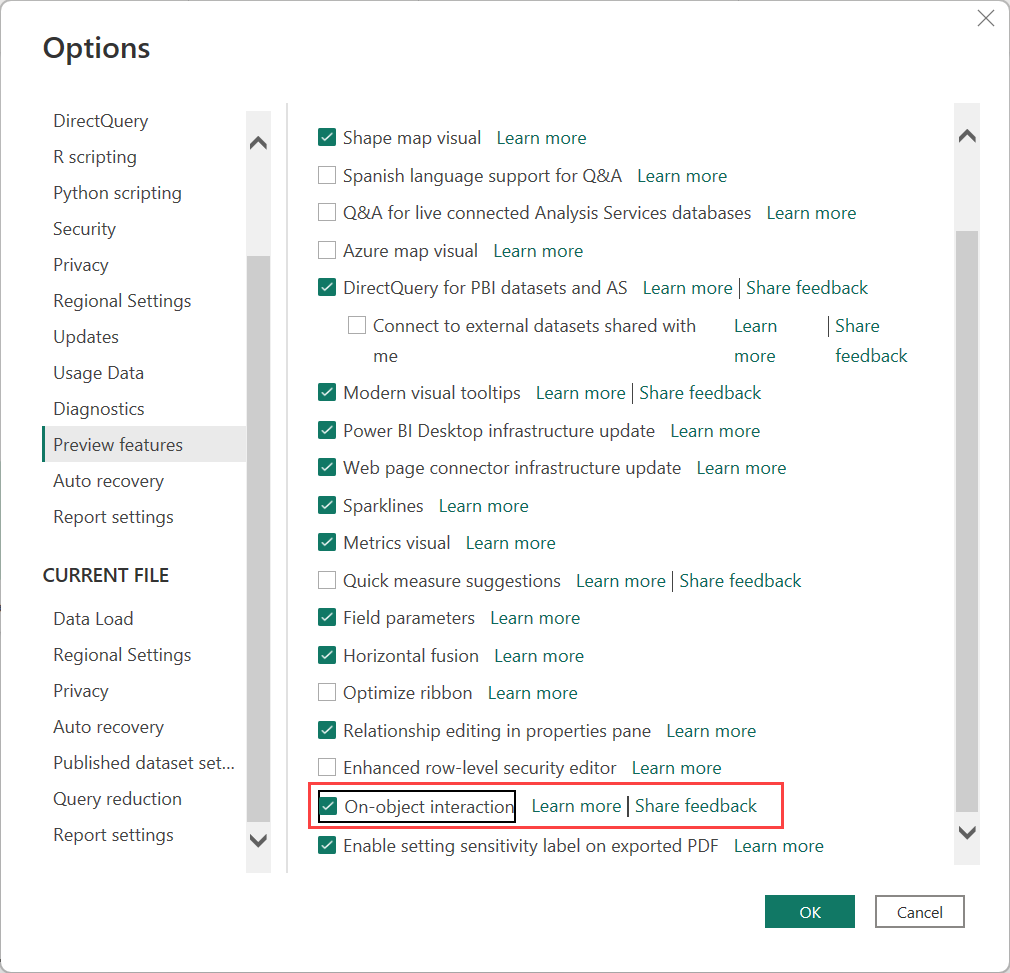 Options
DirectQuery
R scripting
Python scripting
Security
Privacy
Regional Settings
Updates
Usage Data
Diagnostics
Preview features
Auto recovery
Report settings
CURRENT FILE
Data Load
Regional Settings
Privacy
Auto recovery
Published dataset set...
Query reduction
Report settings
Shape map visual Learn more
Spanish language support for Q&A Learn more
Q&A for live connected Analysis Services databases Learn more
Azure map visual Learn more
DirectQuery for PBI datasets and AS Learn more | Share feedback
Connect to external datasets shared with Learn | Share
me more feedback
Modern visual tooltips Learn more | Share feedback
Power BI Desktop infrastructure update Learn more
Web page connector infrastructure update Learn more
Sparklines Learn more
Metrics visual Learn more
Quick measure suggestions Learn more | Share feedback
Field parameters Learn more
Horizontal fusion Learn more
Optimize ribbon Learn more
Relationship editing in properties pane Learn more
Enhanced row-level security editor Learn more
On-object interaction Learn more | Share feedback
Enable setting sensitivity label on exported PDF Learn more
OK Cancel